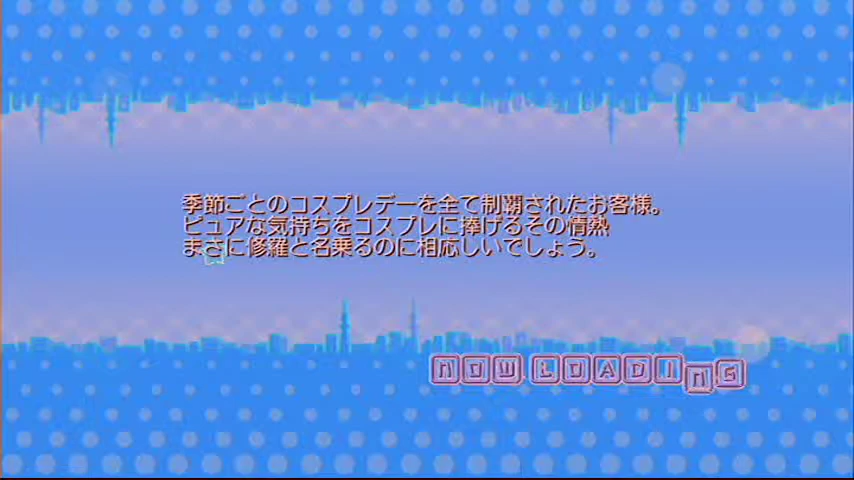 季節ごとのコスプレデーを全て制覇されたお客様。
ピュアな気持ちをコスプレに捧げるその情熱
まさに修羅と名乗るのに相応しいでしょう。
NOW LOADING